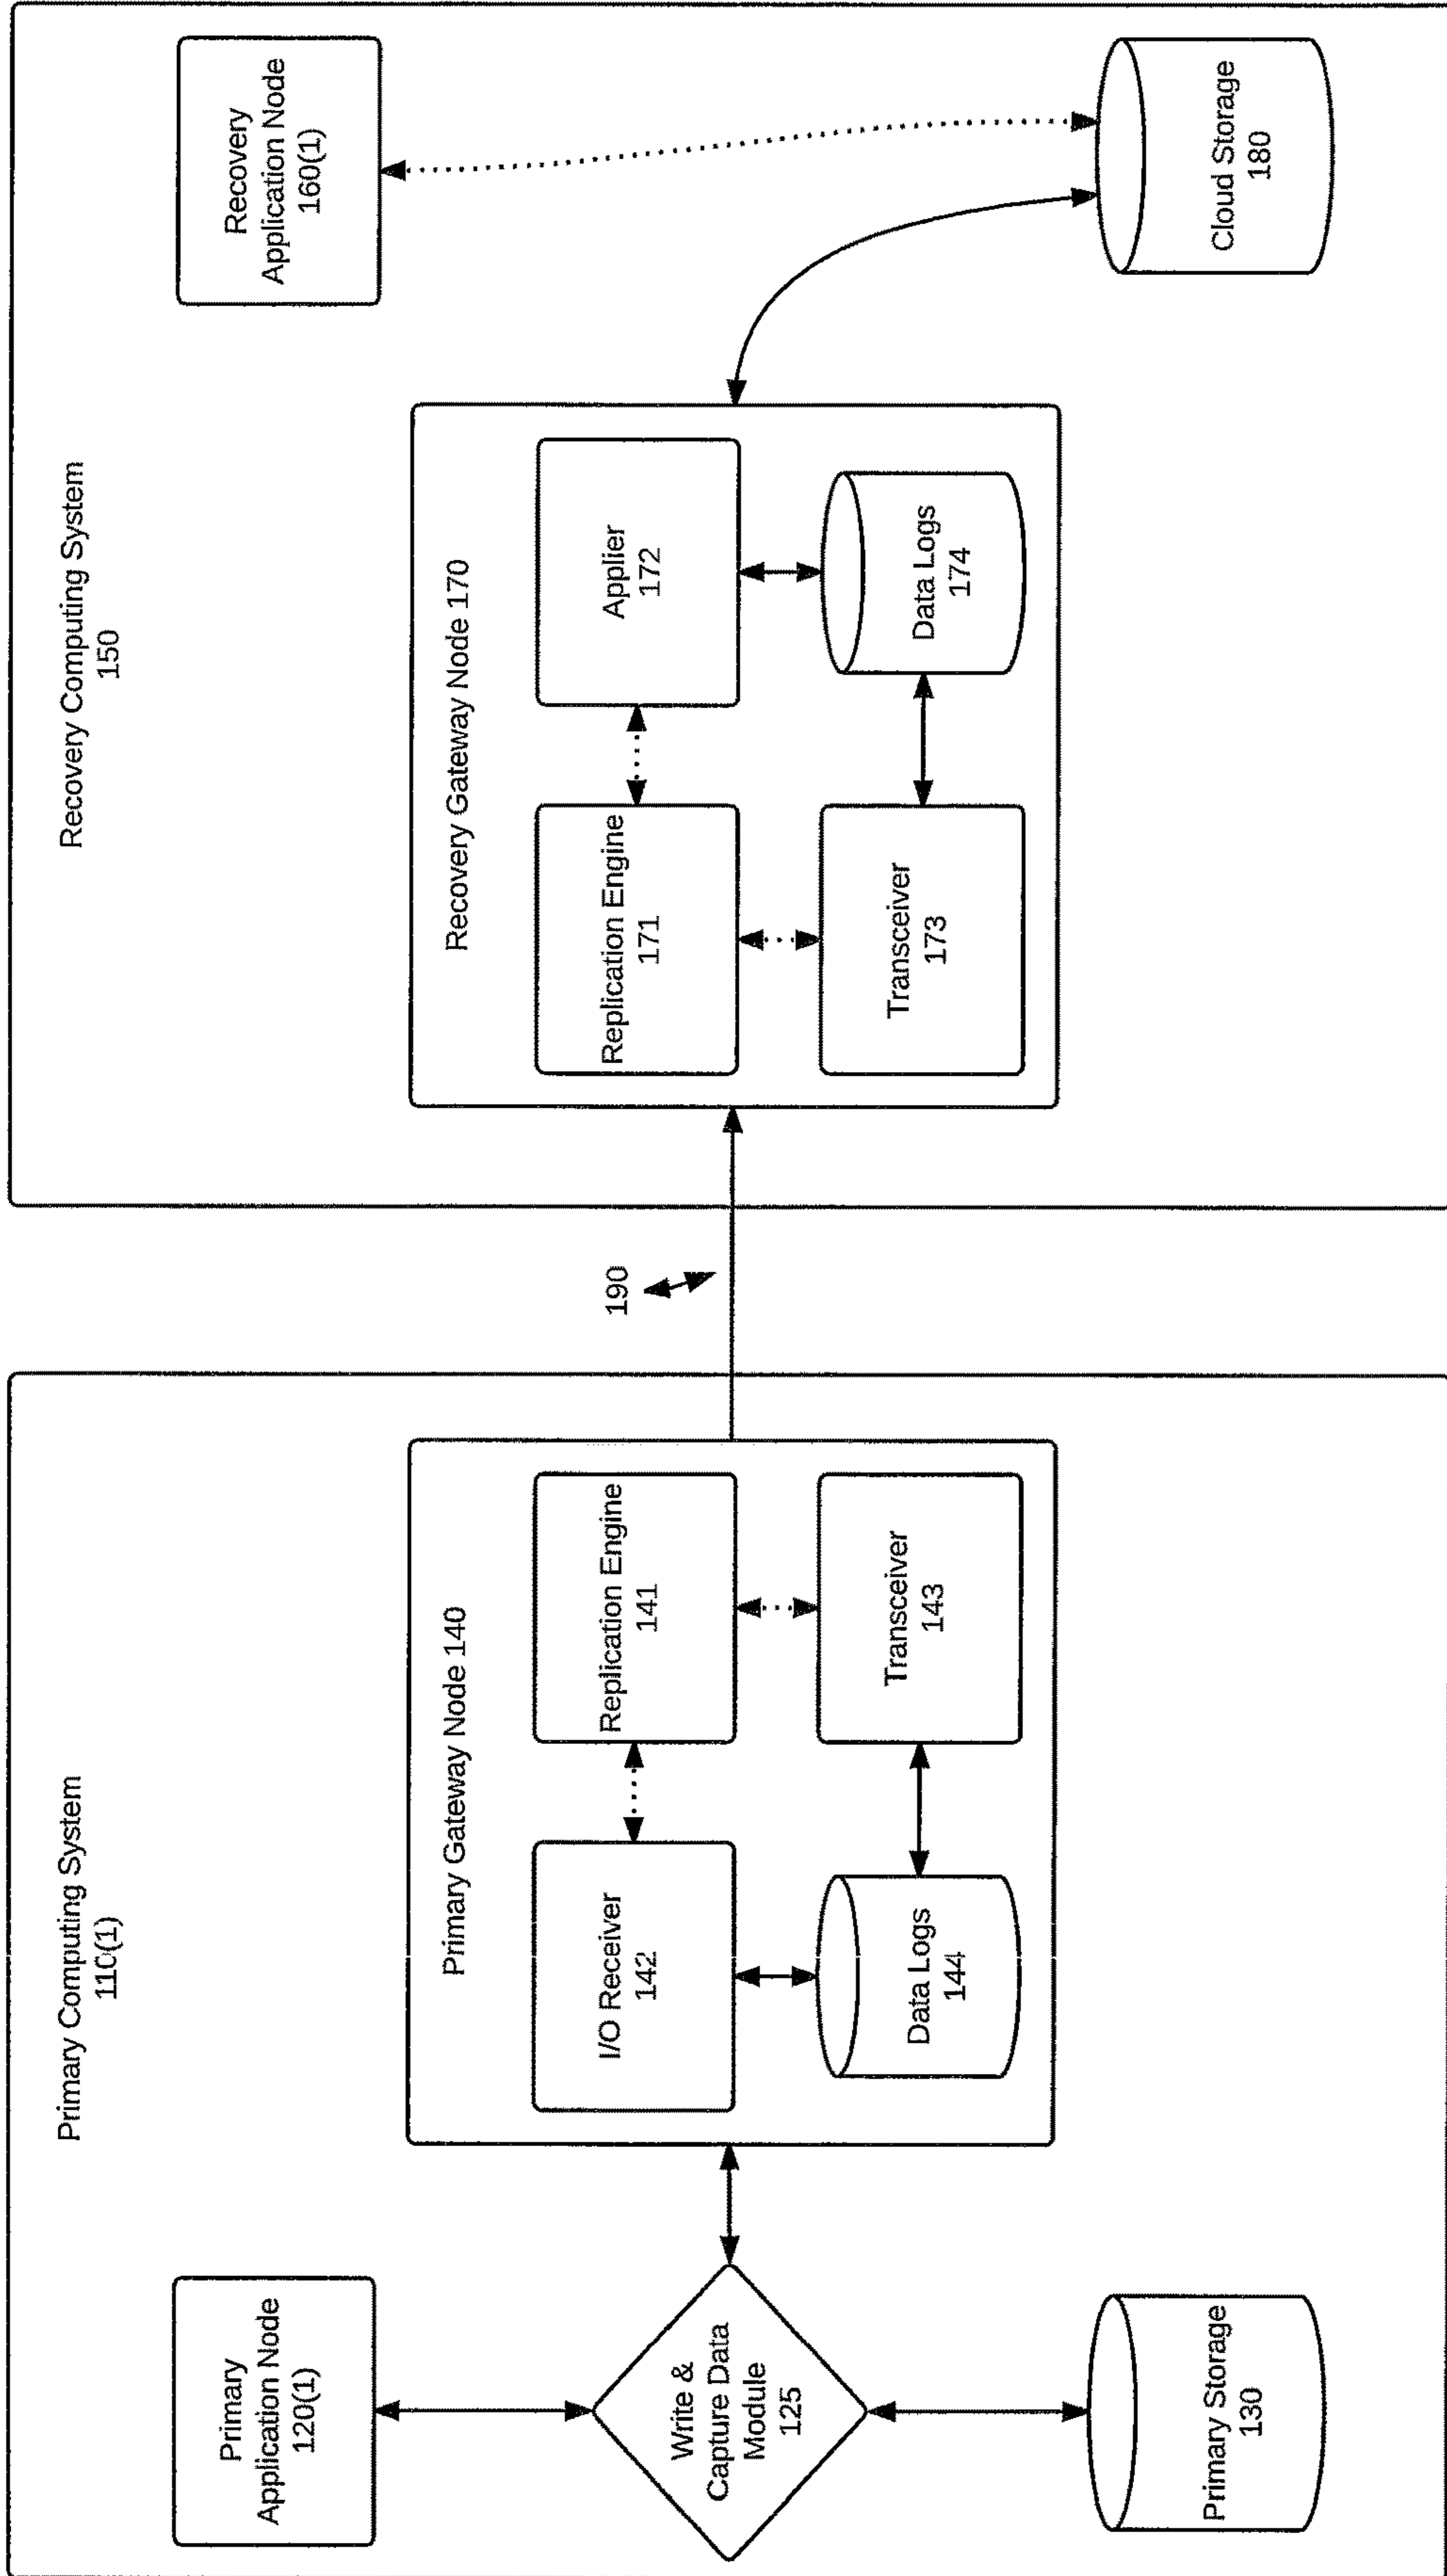 Primary Computing System
110(1)
Primary
Application Node
120(1)
Write &
Capture Data
Module
125
Primary Storage
130
Primary Gateway Node 140
I/O Receiver
142
Replication Engine
141
Data Logs
144
Transceiver
143
190
Recovery Computing System
150
Recovery Gateway Node 170
Replication Engine
171
Applier
172
Transceiver
173
Data Logs
174
Recovery
Application Node
160(1)
Cloud Storage
180